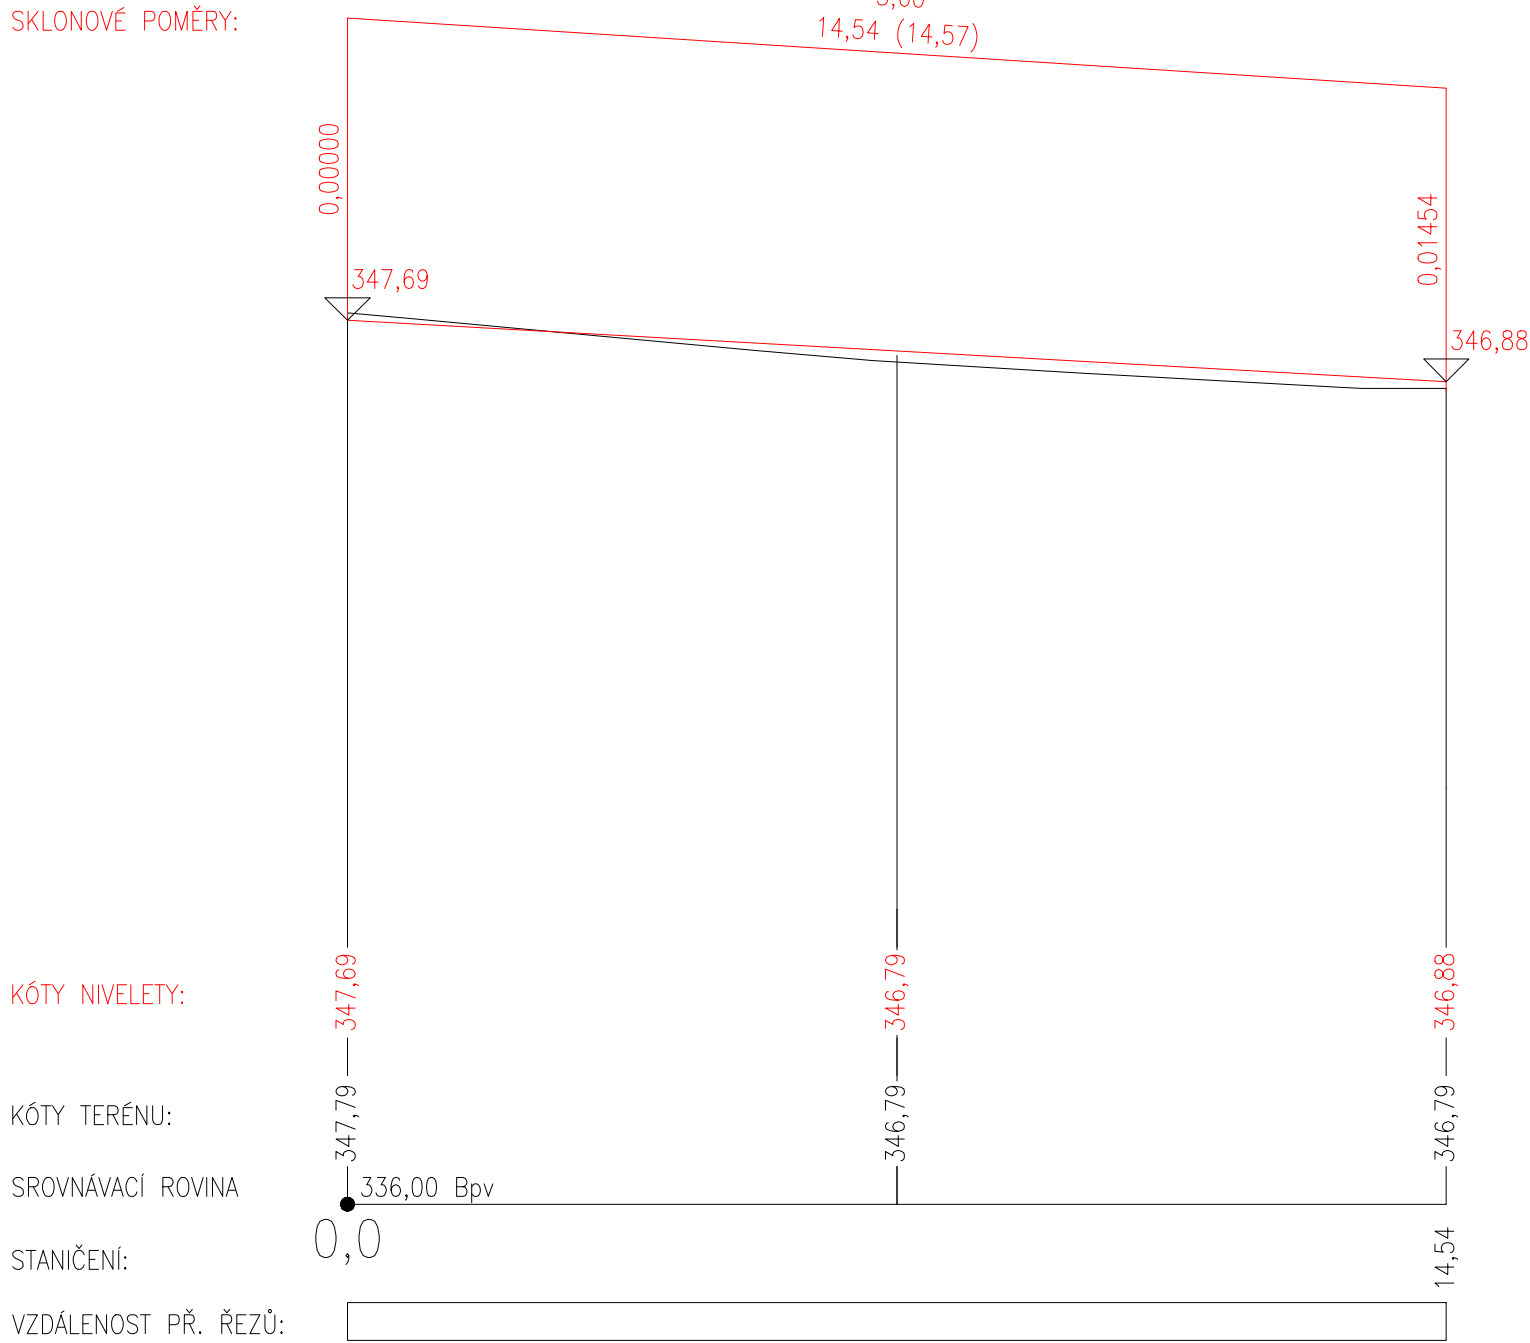 SKLONOVÉ POMĚRY:
14,54 (14,57)
0,00000
0,01454
347,69
346,88
KÓTY NIVELETY:
347,69
346,79
346,88
KÓTY TERÉNU:
347,79
346,79
346,79
SROVNÁVACÍ ROVINA
336,00 Bpv
0,0
STANIČENÍ:
14,54
VZDÁLENOST PŘ. ŘEZŮ: